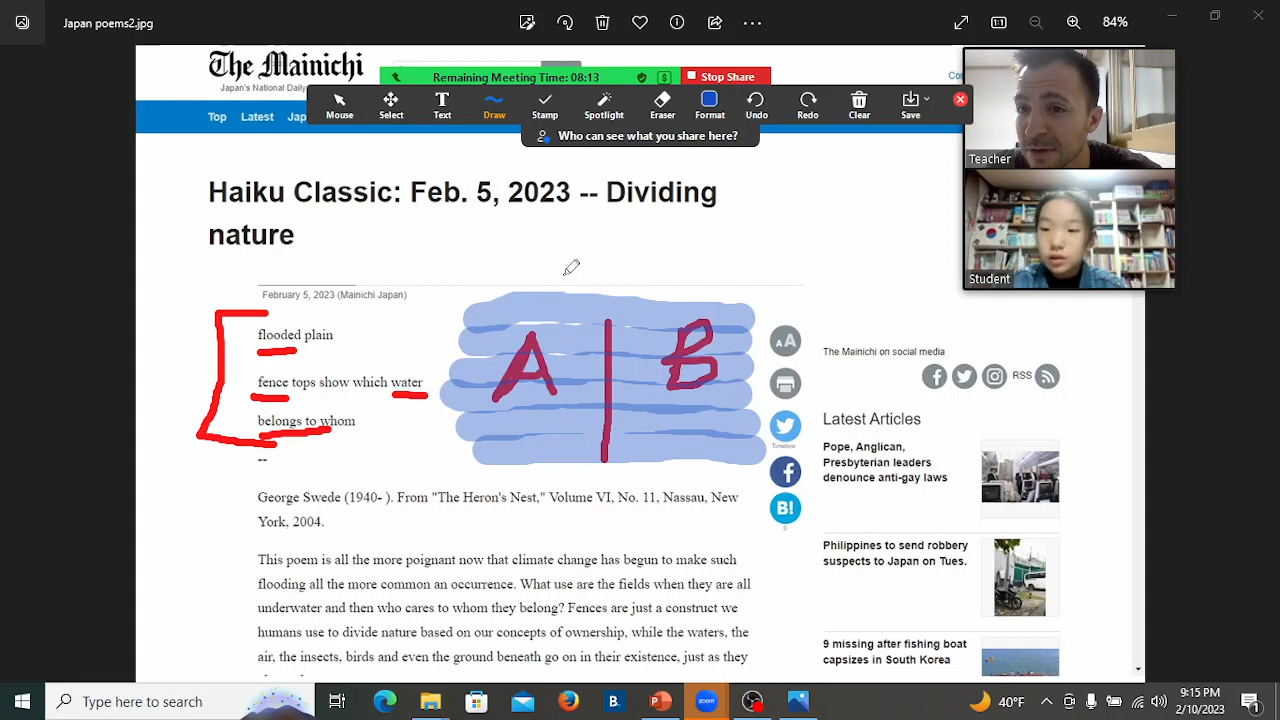 Japan poems2.jpg
84%
The Mainichi
Japan's National Daily
Remaining Meeting Time: 08:13
$
Stop Share
Top
Latest
Mouse
Select
Text
Draw
Stamp
Spotlight
Eraser
Format
Undo
Redo
Clear
Save
Who can see what you share here?
Teacher
Student
Haiku Classic: Feb. 5, 2023 -- Dividing
nature
February 5, 2023 (Mainichi Japan)
flooded plain
fence tops show which water
belongs to whom
--
A
B
George Swede (1940- ). From "The Heron's Nest," Volume VI, No. 11, Nassau, New
York, 2004.
This poem is all the more poignant now that climate change has begun to make such
flooding all the more common an occurrence. What use are the fields when they are all
underwater and then who cares to whom they belong? Fences are just a construct we
humans use to divide nature based on our concepts of ownership, while the waters, the
air, the insects, birds and even the ground beneath go on in their existence, just as they
AA
Timeline
B!
0
The Mainichi on social media
RSS
Latest Articles
Pope, Anglican,
Presbyterian leaders
denounce anti-gay laws
Philippines to send robbery
suspects to Japan on Tues.
9 missing after fishing boat
capsizes in South Korea
Type here to search
zoom
40°F
9:15 PM
2/10/2023
1